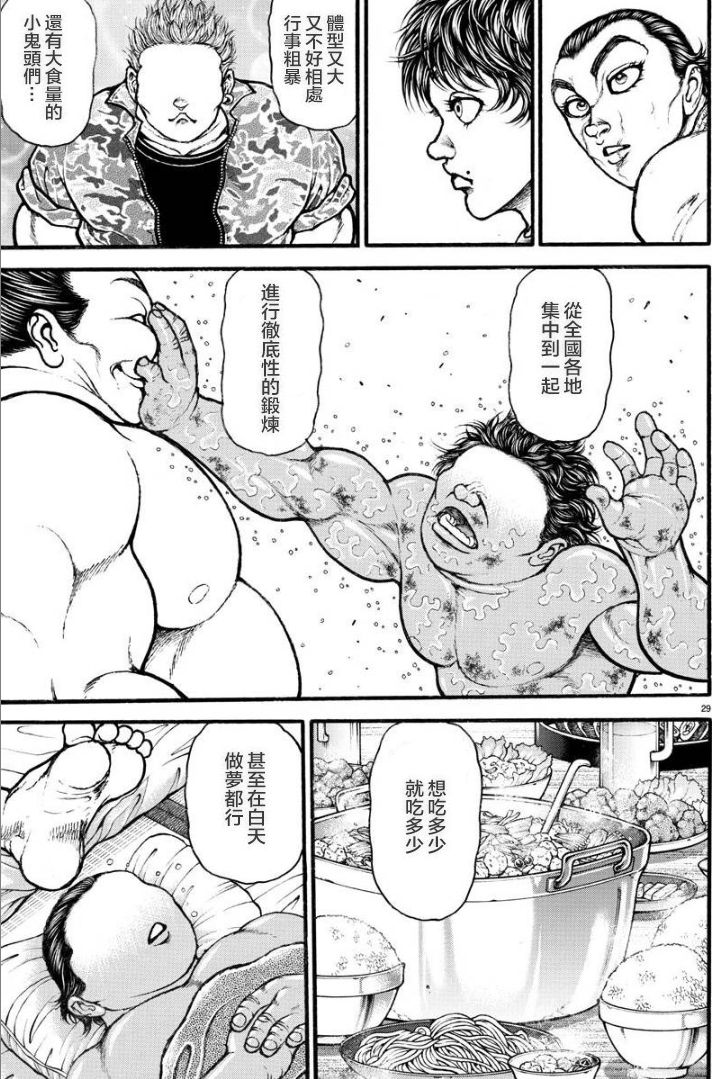 體型又大
又不好相處
行事粗暴
還有大食量的
小鬼頭們…
從全國各地
集中到一起
進行徹底性的鍛煉
29
想吃多少
就吃多少
甚至在白天
做夢都行